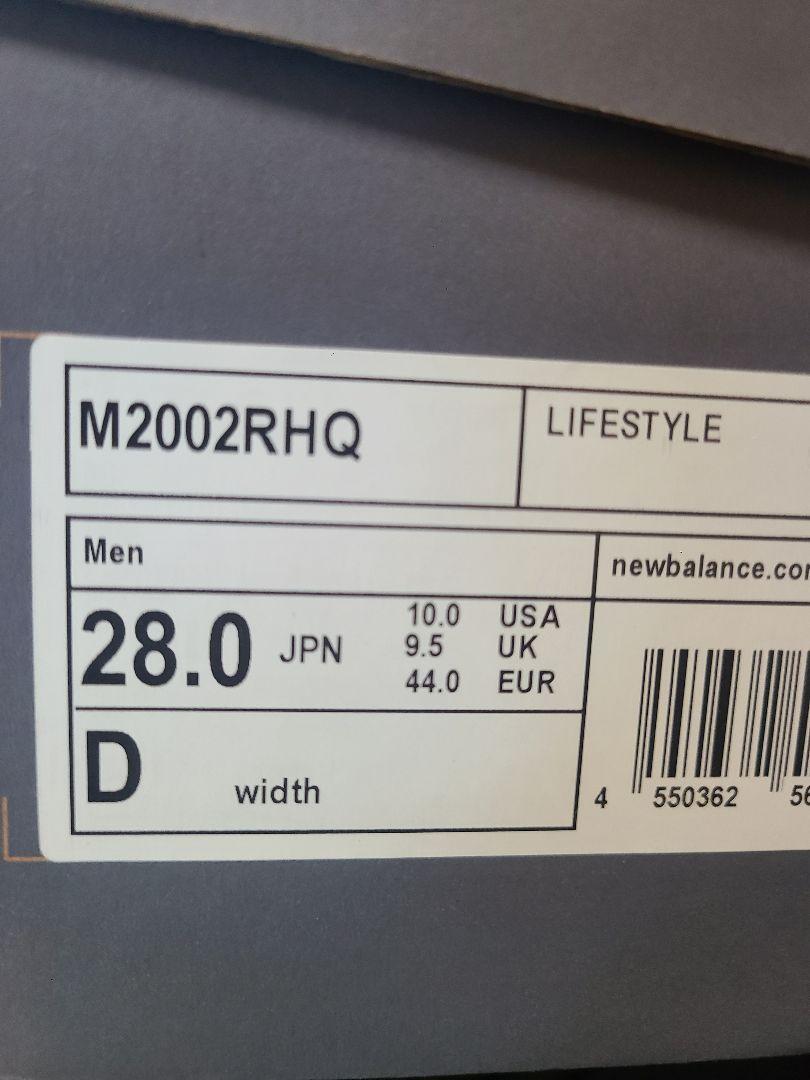 M2002RHQ
LIFESTYLE
Men
newbalance.co
28.0 JPN
10.0 USA
9.5 UK
44.0 EUR
D width
4 550362 56